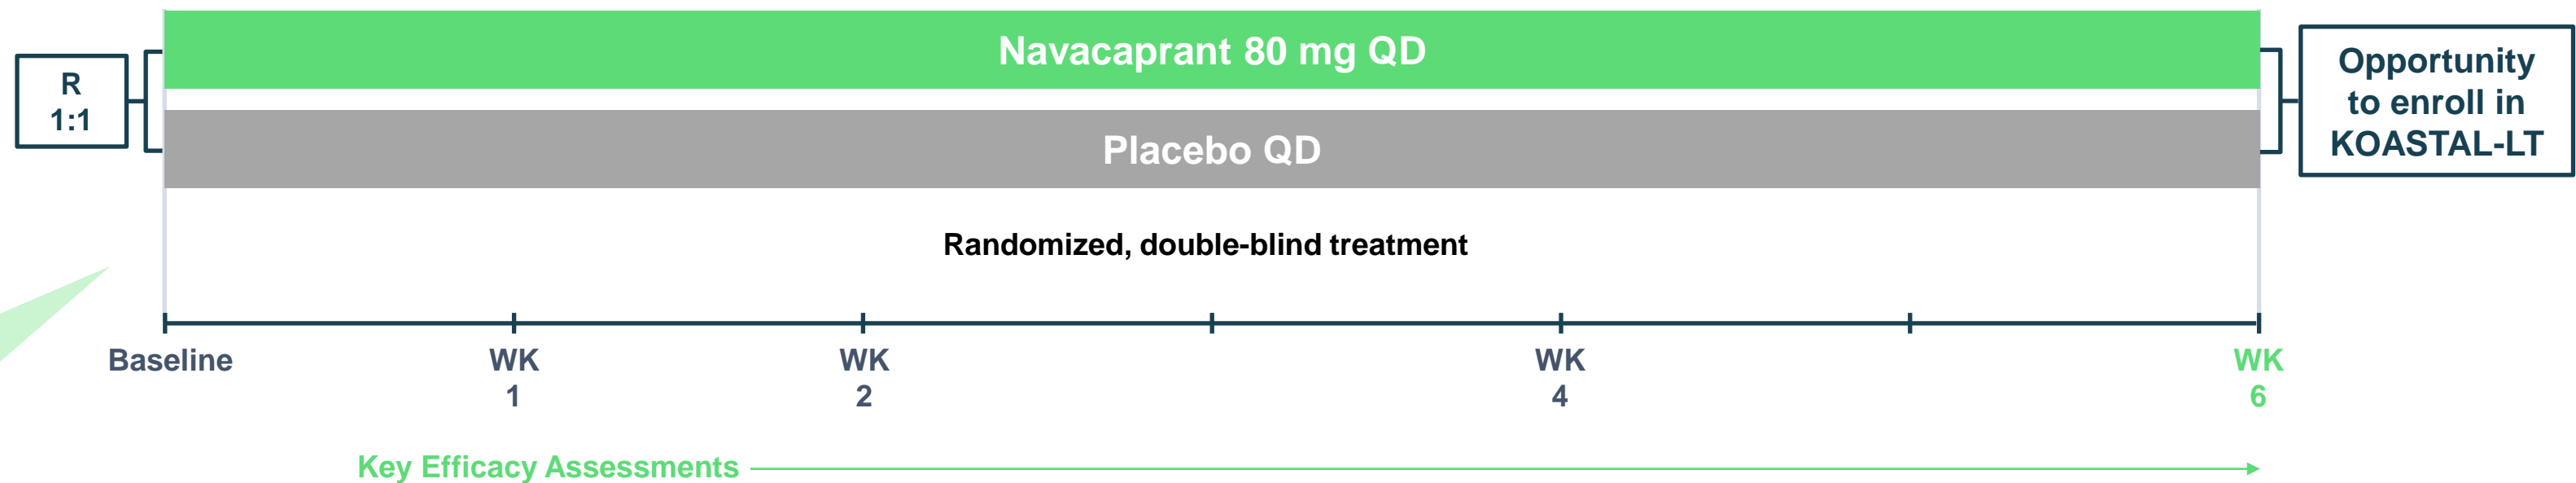 Navacaprant 80 mg QD
R
1:1
Placebo QD
Opportunity
to enroll in
KOASTAL-LT
Randomized, double-blind treatment
Baseline
WK
1
WK
2
WK
4
WK
6
Key Efficacy Assessments